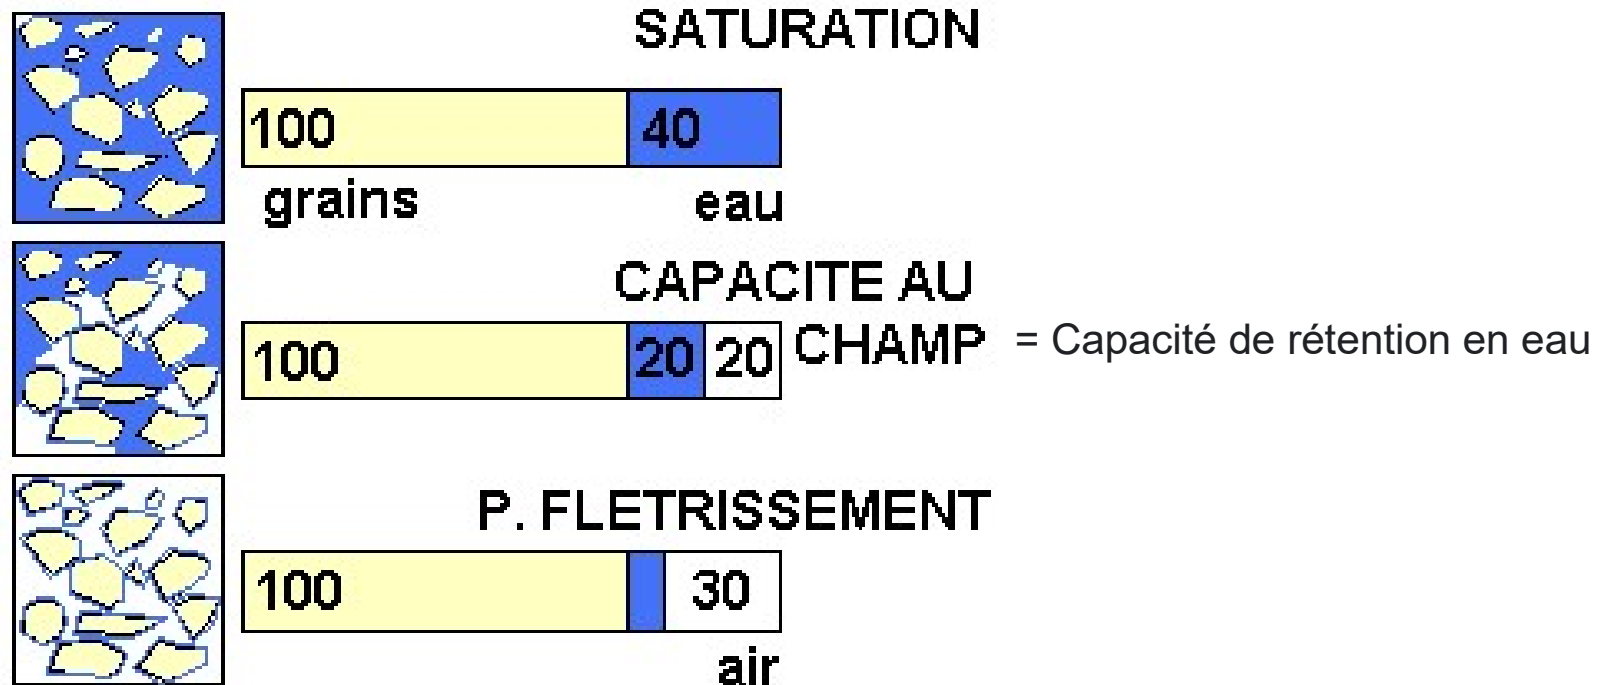 SATURATION
100 40
grains eau
CAPACITE AU
CHAMP = Capacité de rétention en eau
100 20 20
P. FLETRISSEMENT
100 30
air